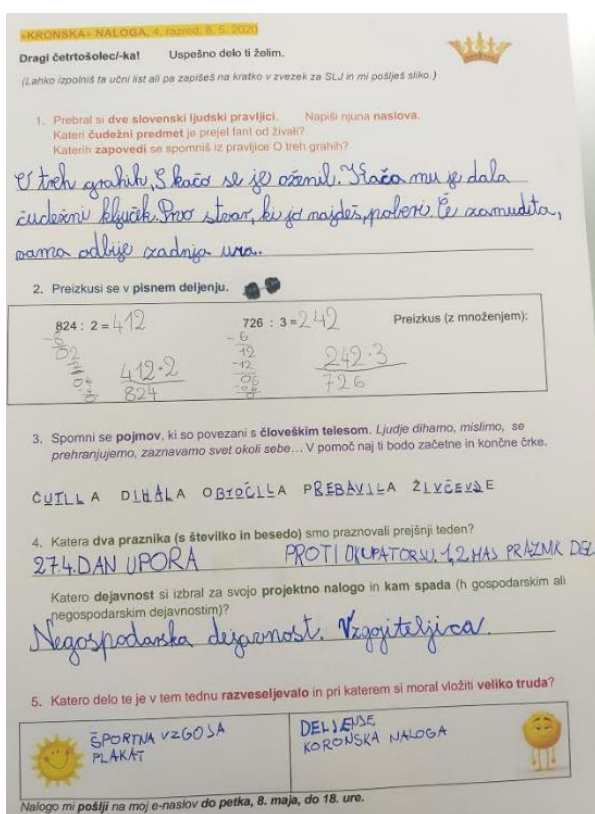 »KRONSKA« NALOGA, 4. razred, 8. 5. 2020
Dragi četrtošolec/-ka! Uspešno delo ti želim.
(Lahko izpolniš ta učni list ali pa zapišeš na kratko v zvezek za SLJ in mi pošlješ sliko.)
1. Prebral si dve slovenski ljudski pravljici. Napiši njuna naslova.
Kateri čudežni predmet je prejel fant od živali?
Katerih zapovedi se spomniš iz pravljice O treh grahih?
O treh grahih, S kačo se je oženil. Kača mu je dala
čudežni ključek. Prvo stvar, ki jo najdeš, poberi. Če zamudita,
vama odbije zadnja ura.
2. Preizkusi se v pisnem deljenju.
824 : 2 = 412 726 : 3 = 242 Preizkus (z množenjem):
-6
02 12
-12
04 412·2 06 242·3
0 824 726
3. Spomni se pojmov, ki so povezani s človeškim telesom. Ljudje dihamo, mislimo, se
prehranjujemo, zaznavamo svet okoli sebe... V pomoč naj ti bodo začetne in končne črke.
ČUTILA DIHALA OBTOČILA PREBAVILA ŽIVČEVJE
4. Katera dva praznika (s številko in besedo) smo praznovali prejšnji teden?
27.4. DAN UPORA PROTI OKUPATORJU, 1,2. MAJ PRAZNIK DEL
Katero dejavnost si izbral za svojo projektno nalogo in kam spada (h gospodarskim ali
negospodarskim dejavnostim)?
Negospodarska dejavnost. Vzgojiteljica.
5. Katero delo te je v tem tednu razveseljevalo in pri katerem si moral vložiti veliko truda?
ŠPORTNA VZGOJA DELJENJE
PLAKAT KORONSKA NALOGA
Nalogo mi pošlji na moj e-naslov do petka, 8. maja, do 18. ure.